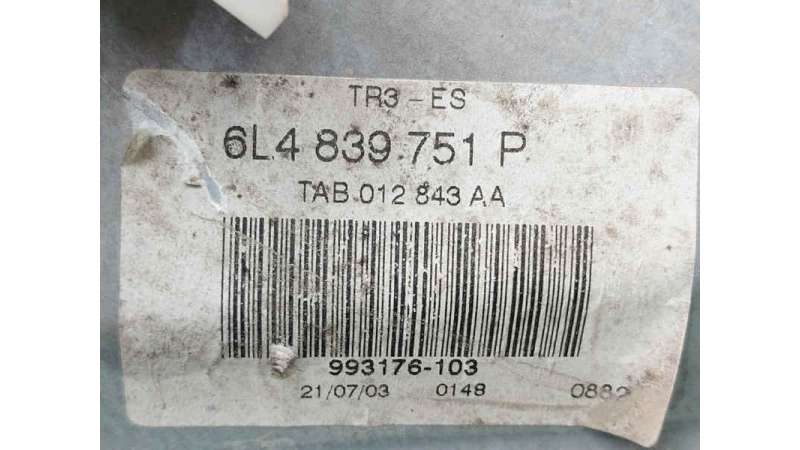 TR3-ES
6L4 839 751 P
TAB 012 843 AA
993176-103
21/07/03 0148 0882